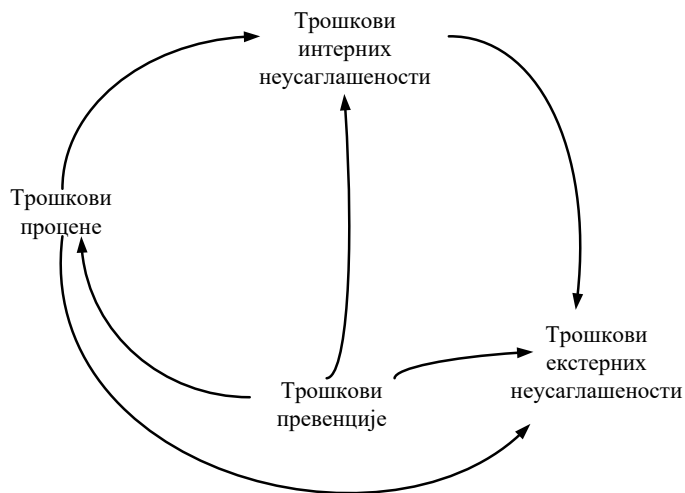 Трошкови
интерних
неусаглашености
Трошкови
процене
Трошкови
екстерних
неусаглашености
Трошкови
превенције